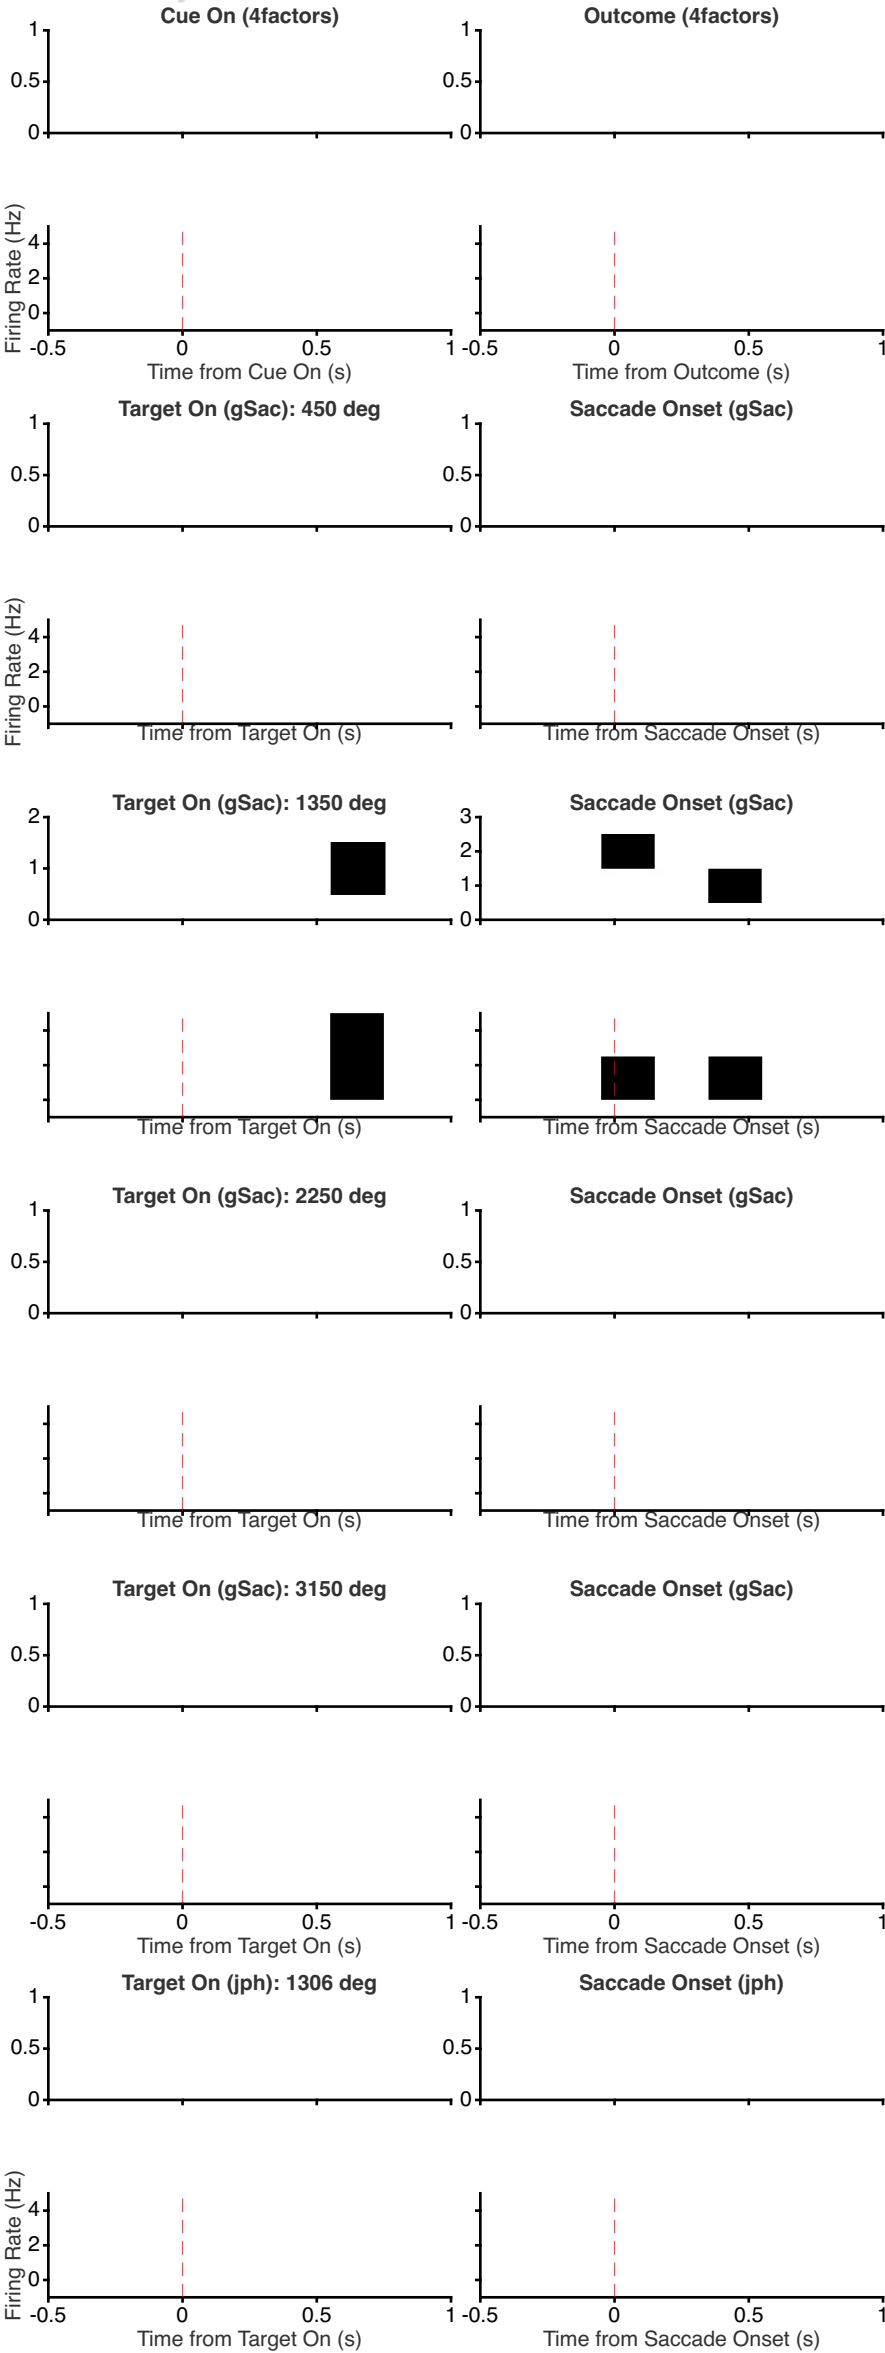 Cue On (4factors) Outcome (4factors)
1 1
0.5 0.5
0 0
Firing Rate (Hz)
4
2
0
-0.5 0 0.5 1 -0.5 0 0.5 1
Time from Cue On (s) Time from Outcome (s)
Target On (gSac): 450 deg Saccade Onset (gSac)
1 1
0.5 0.5
0 0
Firing Rate (Hz)
4
2
0
Time from Target On (s) Time from Saccade Onset (s)
Target On (gSac): 1350 deg Saccade Onset (gSac)
2 3
1 2
0 1
0
Time from Target On (s) Time from Saccade Onset (s)
Target On (gSac): 2250 deg Saccade Onset (gSac)
1 1
0.5 0.5
0 0
Time from Target On (s) Time from Saccade Onset (s)
Target On (gSac): 3150 deg Saccade Onset (gSac)
1 1
0.5 0.5
0 0
-0.5 0 0.5 1 -0.5 0 0.5 1
Time from Target On (s) Time from Saccade Onset (s)
Target On (jph): 1306 deg Saccade Onset (jph)
1 1
0.5 0.5
0 0
Firing Rate (Hz)
4
2
0
-0.5 0 0.5 1 -0.5 0 0.5 1
Time from Target On (s) Time from Saccade Onset (s)